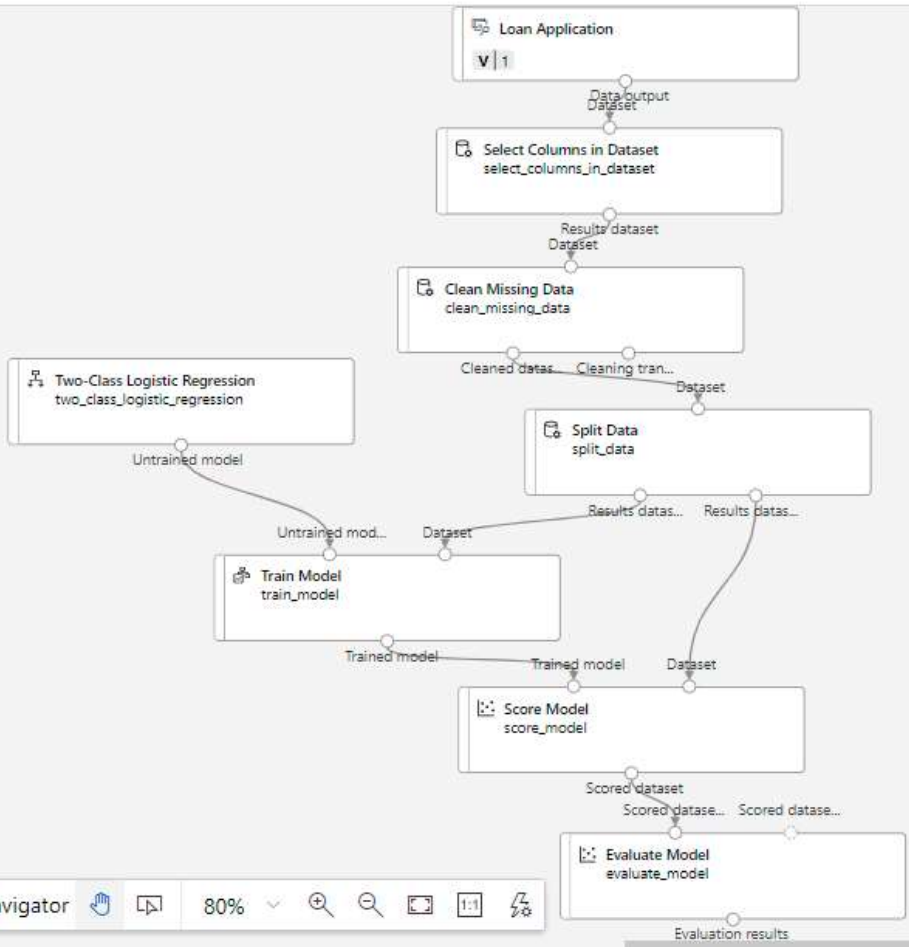 Loan Application
V 1
Data output
Dataset
Select Columns in Dataset
select_columns_in_dataset
Results dataset
Dataset
Clean Missing Data
clean_missing_data
Cleaned datas... Cleaning tran...
Dataset
Two-Class Logistic Regression
two_class_logistic_regression
Untrained model
Split Data
split_data
Results datas... Results datas...
Untrained mod... Dataset
Train Model
train_model
Trained model
Trained model Dataset
Score Model
score_model
Scored dataset
Scored datase... Scored datase...
Evaluate Model
evaluate_model
Evaluation results
avigator 80% 1:1